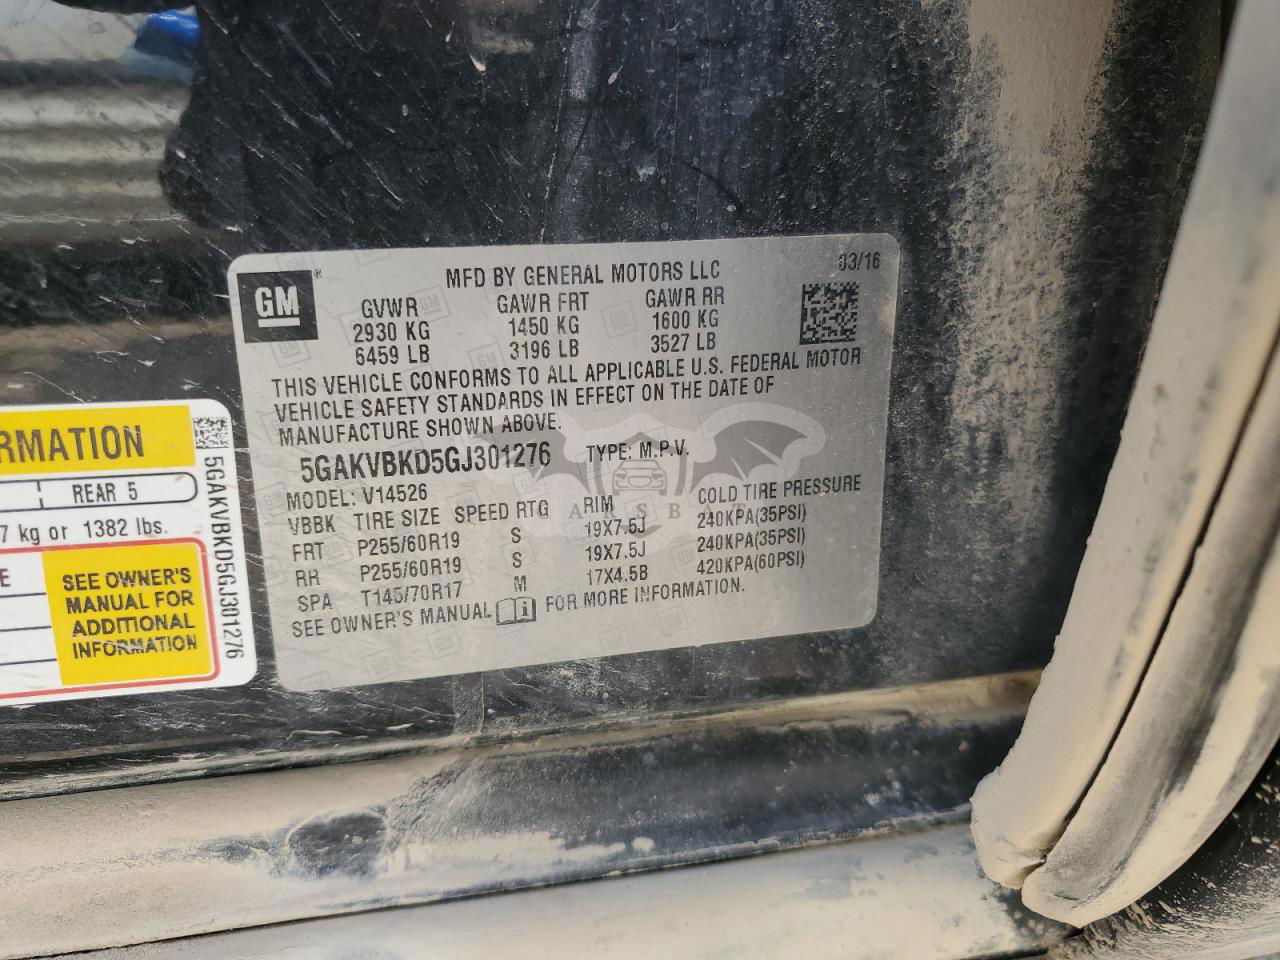 GM
MFD BY GENERAL MOTORS LLC
03/16
GVWR GAWR FRT GAWR RR
2930 KG 1450 KG 1600 KG
6459 LB 3196 LB 3527 LB
THIS VEHICLE CONFORMS TO ALL APPLICABLE U.S. FEDERAL MOTOR
VEHICLE SAFETY STANDARDS IN EFFECT ON THE DATE OF
MANUFACTURE SHOWN ABOVE.
5GAKVBKD5GJ301276 TYPE: M.P.V.
MODEL: V14526
VBBK TIRE SIZE SPEED RTG RIM COLD TIRE PRESSURE
FRT P255/60R19 S 19X7.5J 240KPA(35PSI)
RR P255/60R19 S 19X7.5J 240KPA(35PSI)
SPA T145/70R17 M 17X4.5B 420KPA(60PSI)
SEE OWNER'S MANUAL FOR MORE INFORMATION.
RMATION
REAR 5
7 kg or 1382 lbs.
E
SEE OWNER'S
MANUAL FOR
ADDITIONAL
INFORMATION
5GAKVBKD5GJ301276